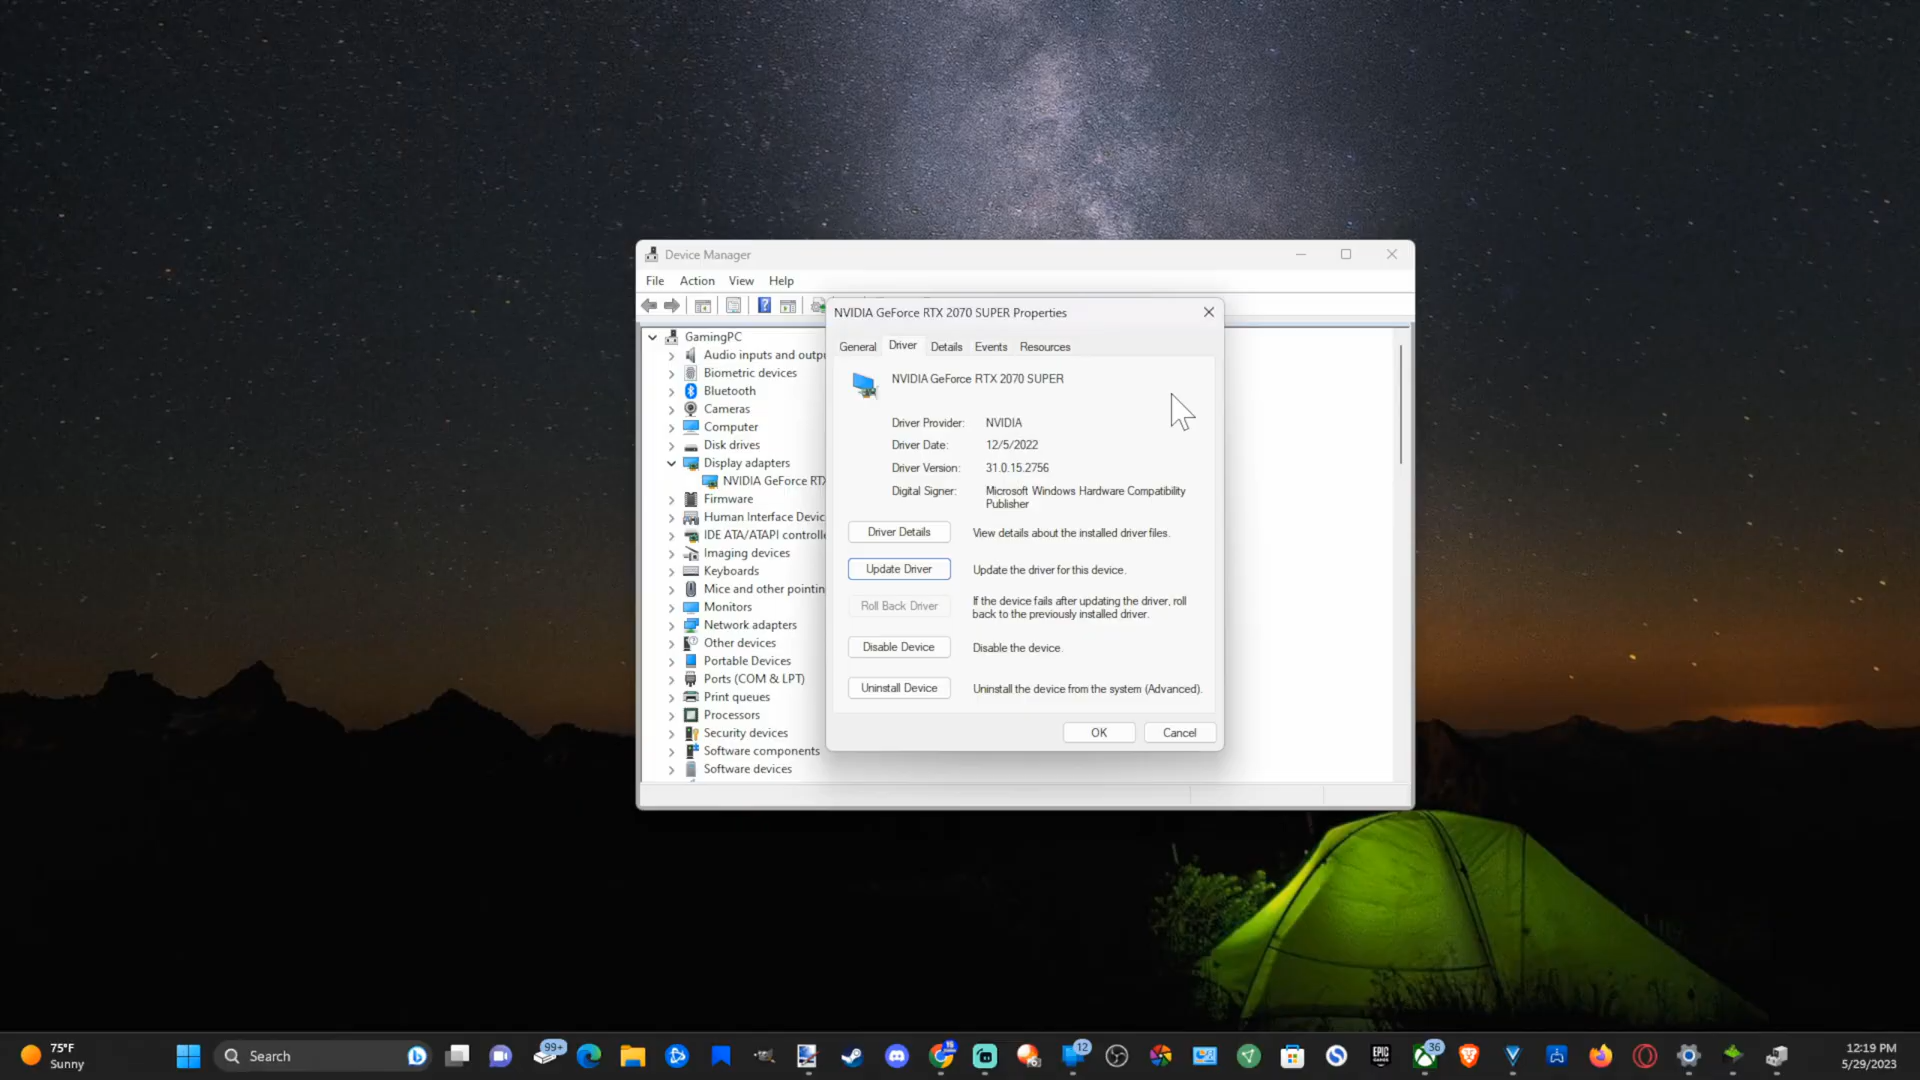 Device Manager
File Action View Help
NVIDIA GeForce RTX 2070 SUPER Properties
General Driver Details Events Resources
NVIDIA GeForce RTX 2070 SUPER
Driver Provider: NVIDIA
Driver Date: 12/5/2022
Driver Version: 31.0.15.2756
Digital Signer: Microsoft Windows Hardware Compatibility
Publisher
Driver Details View details about the installed driver files.
Update Driver Update the driver for this device.
Roll Back Driver If the device fails after updating the driver, roll
back to the previously installed driver.
Disable Device Disable the device.
Uninstall Device Uninstall the device from the system (Advanced).
OK Cancel
GamingPC
Audio inputs and outpu
Biometric devices
Bluetooth
Cameras
Computer
Disk drives
Display adapters
NVIDIA GeForce RTX
Firmware
Human Interface Devic
IDE ATA/ATAPI controlle
Imaging devices
Keyboards
Mice and other pointin
Monitors
Network adapters
Other devices
Portable Devices
Ports (COM & LPT)
Print queues
Processors
Security devices
Software components
Software devices
75°F
Sunny
Search
99+
12
EPIC
GAMES
36
12:19 PM
5/29/2023